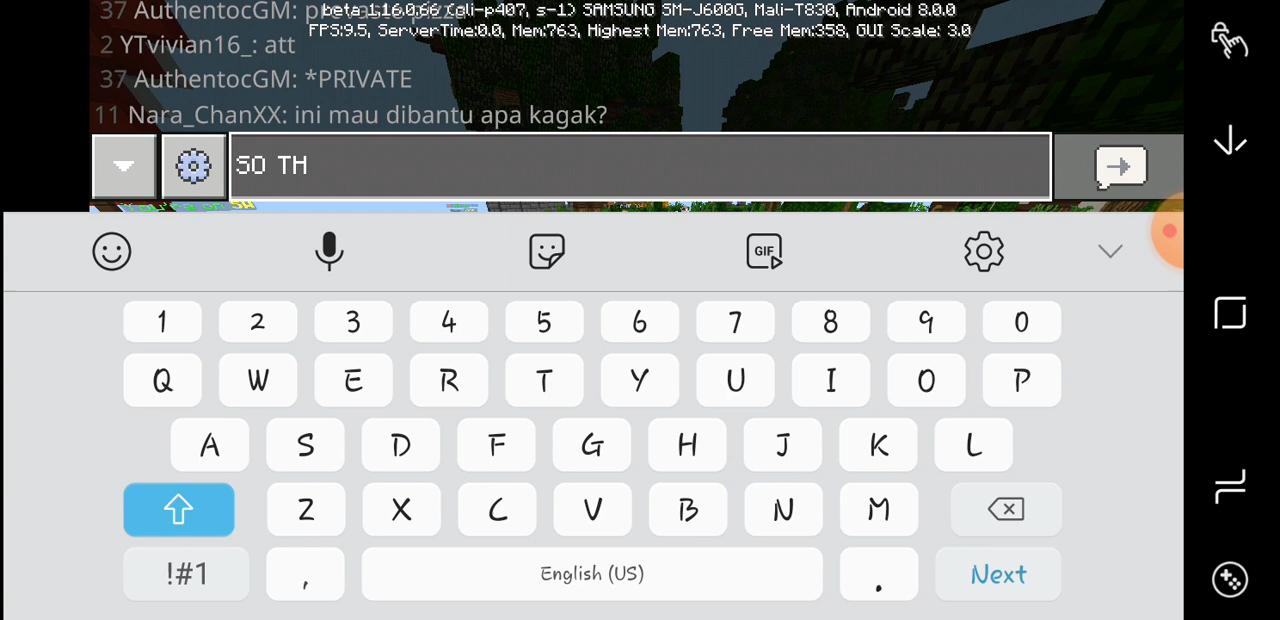 37 AuthentocGM:
beta 1.16.0.66 (gli-p407, s-1) SAMSUNG SM-J600G, Mali-T830, Android 8.0.0
FPS:9.5, ServerTime:0.0, Mem:763, Highest Mem:763, Free Mem:358, GUI Scale: 3.0
2 YTvivian16_: att
37 AuthentocGM: *PRIVATE
11 Nara_ChanXX: ini mau dibantu apa kagak?
SO TH
GIF
1 2 3 4 5 6 7 8 9 0
Q W E R T Y U I O P
A S D F G H J K L
Z X C V B N M
!#1 , English (US) . Next